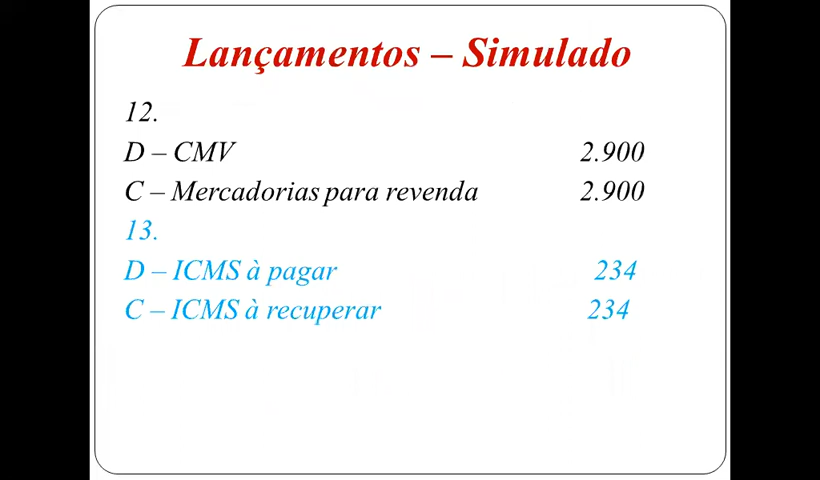 Lançamentos – Simulado
12.
D – CMV 2.900
C – Mercadorias para revenda 2.900
13.
D – ICMS à pagar 234
C – ICMS à recuperar 234